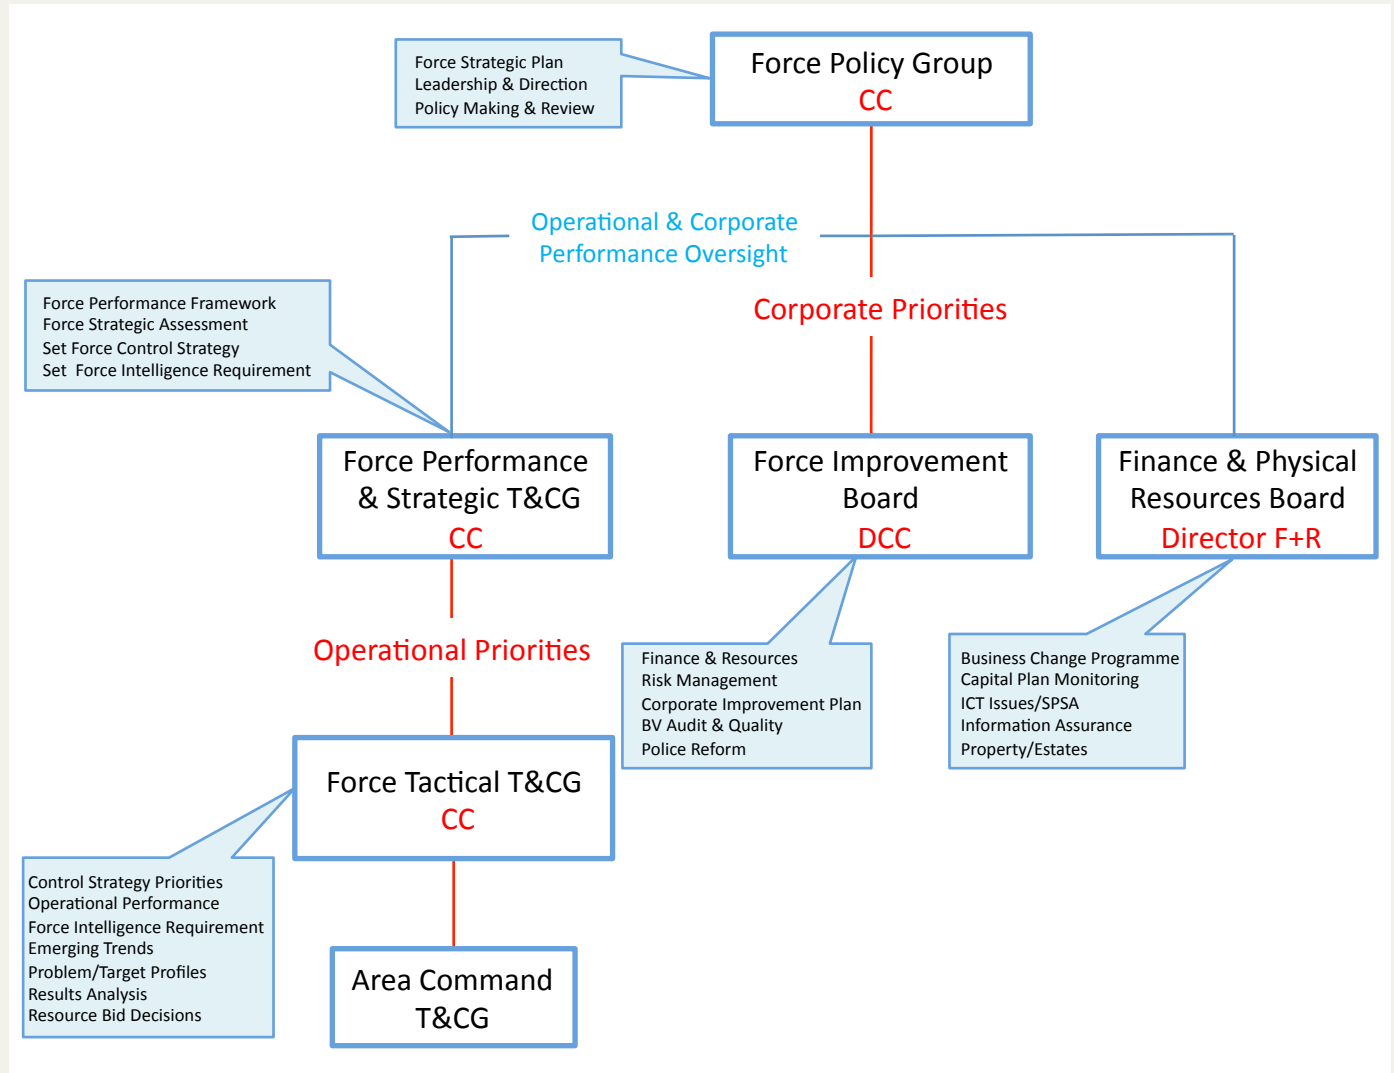 Force Strategic Plan
Leadership & Direction
Policy Making & Review
Force Policy Group
CC
Operational & Corporate
Performance Oversight
Corporate Priorities
Force Performance Framework
Force Strategic Assessment
Set Force Control Strategy
Set Force Intelligence Requirement
Force Performance
& Strategic T&CG
CC
Force Improvement
Board
DCC
Finance & Physical
Resources Board
Director F+R
Operational Priorities
Finance & Resources
Risk Management
Corporate Improvement Plan
BV Audit & Quality
Police Reform
Business Change Programme
Capital Plan Monitoring
ICT Issues/SPSA
Information Assurance
Property/Estates
Force Tactical T&CG
CC
Control Strategy Priorities
Operational Performance
Force Intelligence Requirement
Emerging Trends
Problem/Target Profiles
Results Analysis
Resource Bid Decisions
Area Command
T&CG